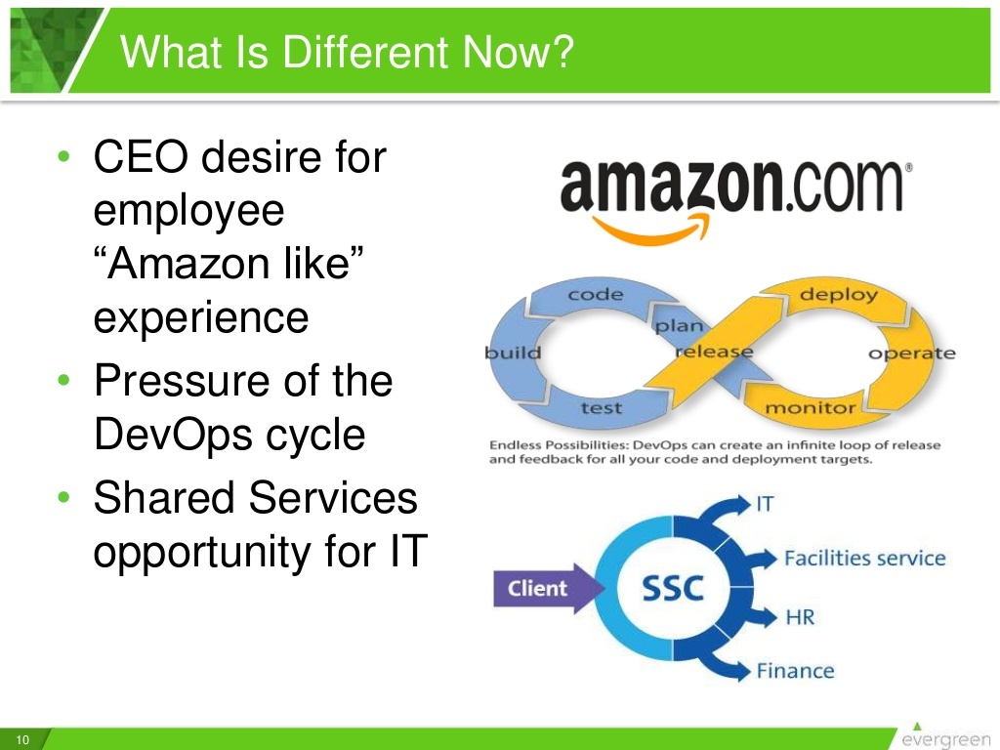 What Is Different Now?
• CEO desire for
employee
“Amazon like”
experience
• Pressure of the
DevOps cycle
• Shared Services
opportunity for IT
amazon.com®
code
deploy
plan
build
release
operate
test
monitor
Endless Possibilities: DevOps can create an infinite loop of release
and feedback for all your code and deployment targets.
IT
Facilities service
Client
SSC
HR
Finance
10
evergreen